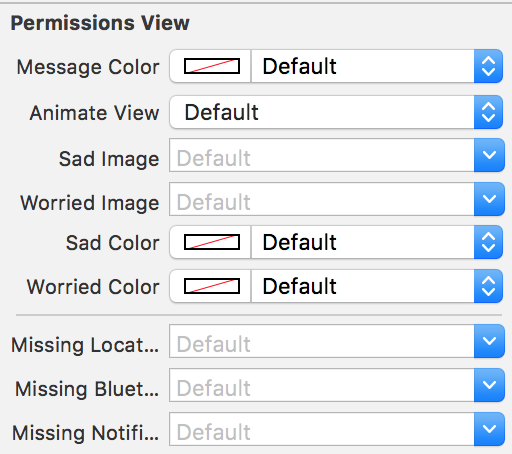 Permissions View
Message Color Default
Animate View Default
Sad Image Default
Worried Image Default
Sad Color Default
Worried Color Default
Missing Locat... Default
Missing Bluet... Default
Missing Notifi... Default